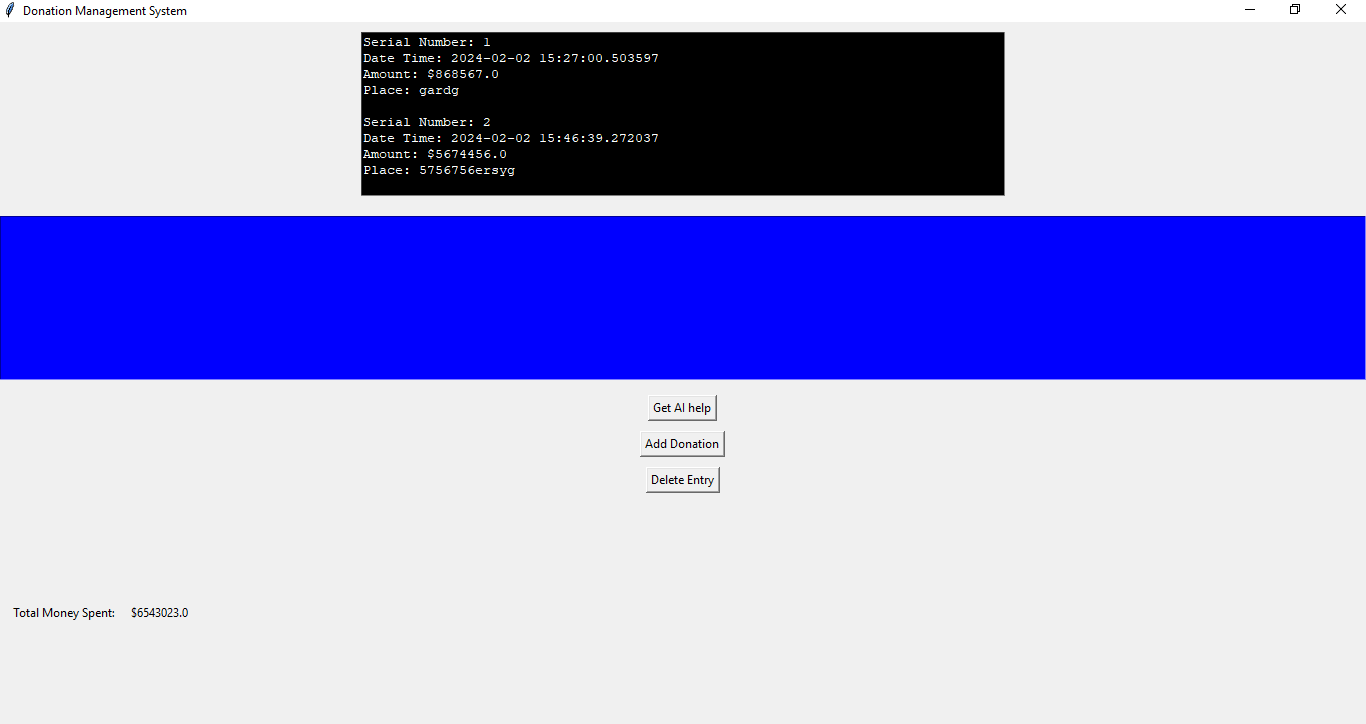 Donation Management System
Serial Number: 1
Date Time: 2024-02-02 15:27:00.503597
Amount: $868567.0
Place: gardg
Serial Number: 2
Date Time: 2024-02-02 15:46:39.272037
Amount: $5674456.0
Place: 5756756ersyg
Get AI help
Add Donation
Delete Entry
Total Money Spent: $6543023.0